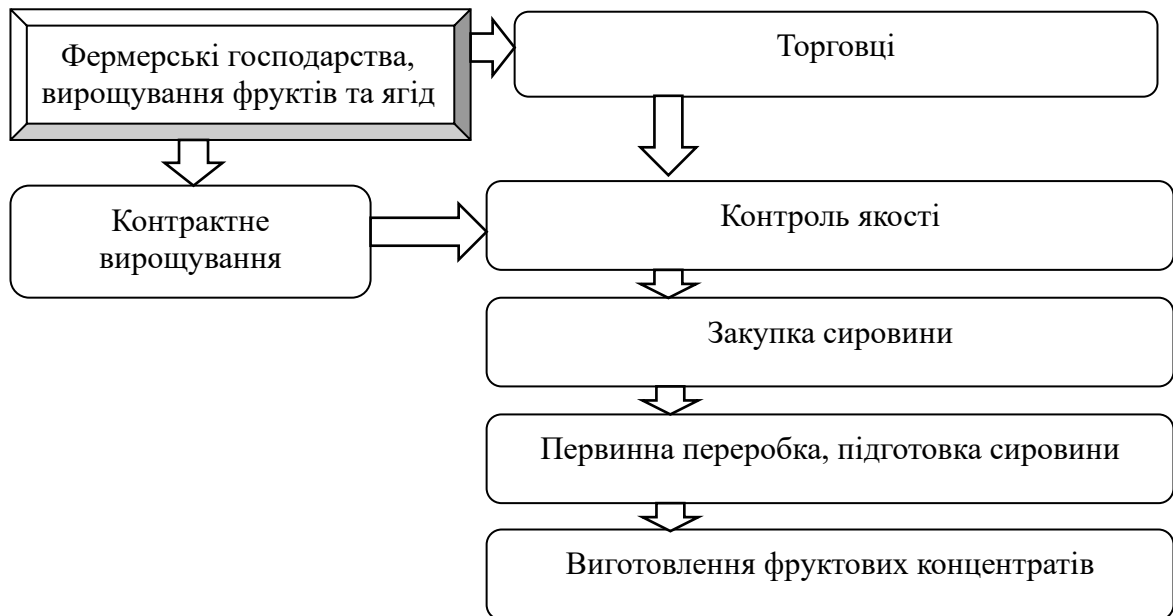 Фермерські господарства,
вирощування фруктів та ягід
Торговці
Контрактне
вирощування
Контроль якості
Закупка сировини
Первинна переробка, підготовка сировини
Виготовлення фруктових концентратів